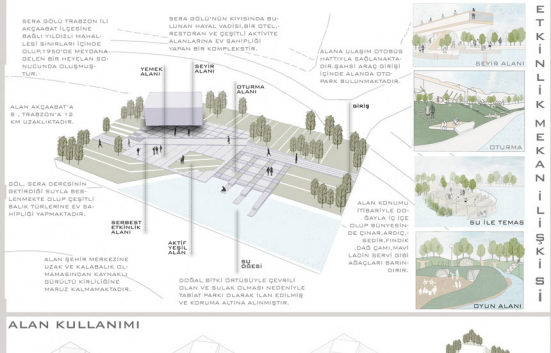 SERA GÖLÜ TRABZON İLİ
AKÇAABAT İLÇESİNE
BAĞLI YILDIZLI MAHAL-
LESİ SINIRLARI İÇİNDE
OLUP, 1950'DE MEYDANA
GELEN BİR HEYELAN SO-
NUCUNDA OLUŞMUŞ-
TUR.
SERA GÖLÜ'NÜN KIYISINDA BU-
LUNAN HAYAL VADİSİ,BİR OTEL,
RESTORAN VE ÇEŞİTLİ AKTİVİTE
ALANLARINA EV SAHİPLİĞİ
YAPAN BİR KOMPLEKSTİR.
ALANA ULAŞIM OTOBÜS
HATTIYLA SAĞLANAKTA-
DIR.ŞAHSİ ARAÇ GİRİŞİ
İÇİNDE ALANDA OTO-
PARK BULUNMAKTADIR.
YEMEK
ALANI
SEYİR
ALANI
OTURMA
ALANI
GİRİŞ
ALAN AKÇAABAT'A
, TRABZON'A 12
KM UZAKLIKTADIR.
GÖL, SERA DERESİNİN
GETİRDİĞİ SUYLA BES-
LENMEKTE OLUP ÇEŞİTLİ
BALIK TÜRLERİNE EV SA-
HİPLİĞİ YAPMAKTADIR.
SERBEST
ETKİNLİK
ALANI
AKTİF
YEŞİL
ALAN
SU
ÖĞESİ
ALAN KONUMU
İTİBARİYLE DO-
ĞAYLA İÇ İÇE
OLUP BÜNYESİN-
DE ÇINAR,ARDIÇ,
SEDİR,FINDIK
,DAĞ ÇAMI,MAVİ
LADİN SERVİ GİBİ
AĞAÇLARI BARIN-
DIRIR.
ALAN ŞEHİR MERKEZİNE
UZAK VE KALABALIK OL-
MAMASINDAN KAYNAKLI
GÜRÜLTÜ KİRLİLİĞİNE
MARUZ KALMAMAKTADIR.
DOĞAL BİTKİ ÖRTÜSÜYLE ÇEVRİLİ
OLAN VE SULAK OLMASI NEDENİYLE
TABİAT PARKI OLARAK İLAN EDİLMİŞ
VE KORUMA ALTINA ALINMIŞTIR.
SEYİR ALANI
OTURMA
SU İLE TEMAS
OYUN ALANI
ETKİNLİK MEKAN İLİŞKİSİ
ALAN KULLANIMI